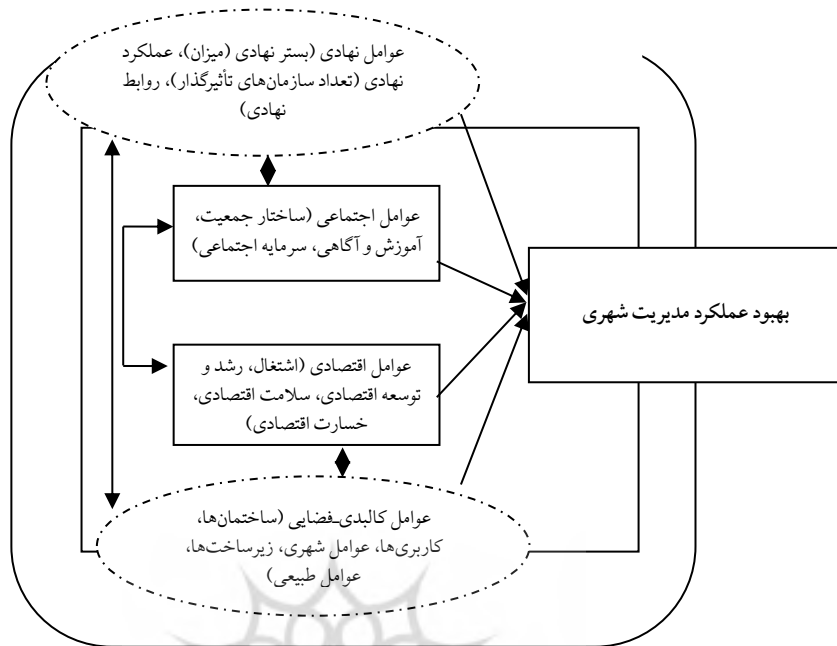 عوامل نهادی (بستر نهادی (میزان)، عملکرد
نهادی (تعداد سازمان‌های تأثیرگذار)، روابط
نهادی)
عوامل اجتماعی (ساختار جمعیت،
آموزش و آگاهی، سرمایه اجتماعی)
بهبود عملکرد مدیریت شهری
عوامل اقتصادی (اشتغال، رشد و
توسعه اقتصادی، سلامت اقتصادی،
خسارت اقتصادی)
عوامل کالبدی‌ـ‌فضایی (ساختمان‌ها،
کاربری‌ها، عوامل شهری، زیرساخت‌ها،
عوامل طبیعی)